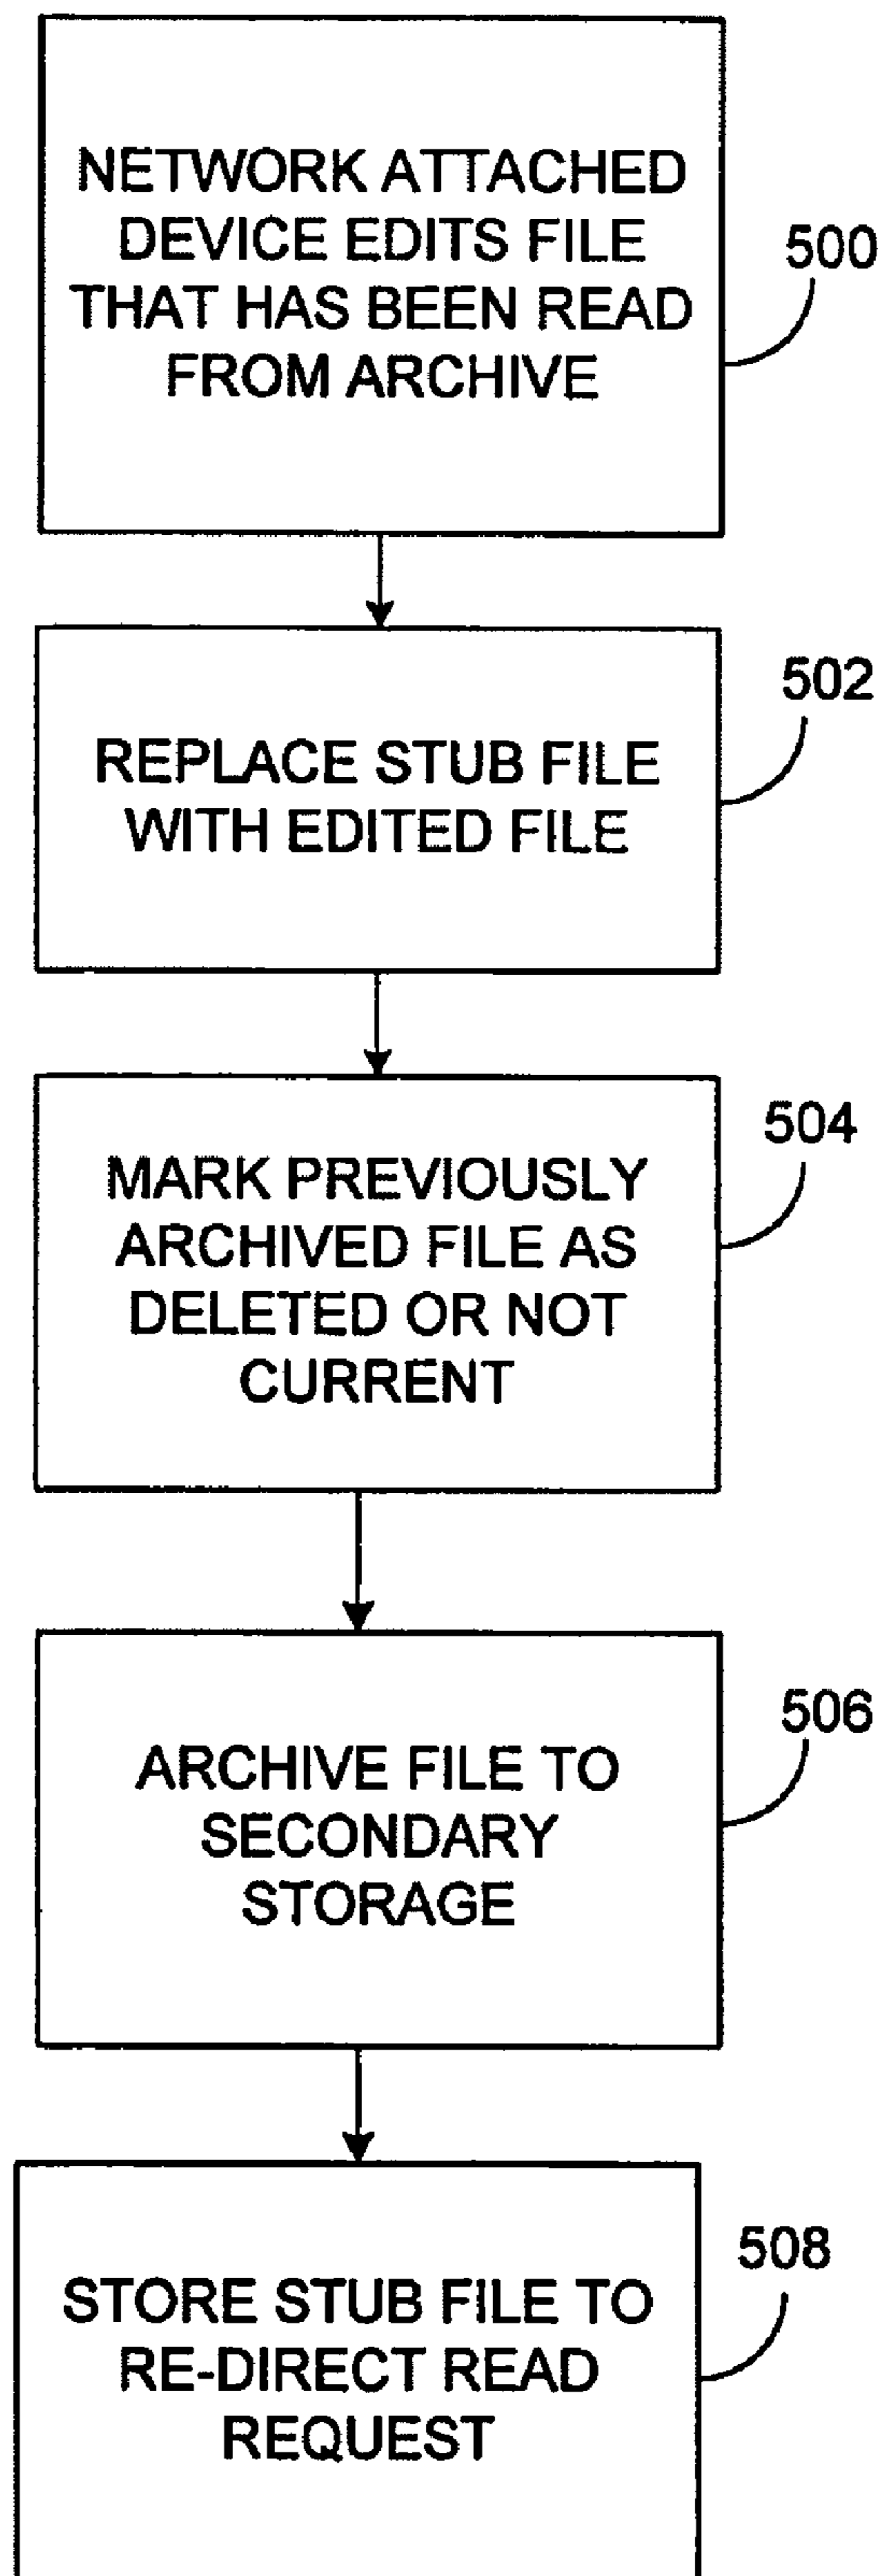 NETWORK ATTACHED
DEVICE EDITS FILE
THAT HAS BEEN READ
FROM ARCHIVE
500
REPLACE STUB FILE
WITH EDITED FILE
502
MARK PREVIOUSLY
ARCHIVED FILE AS
DELETED OR NOT
CURRENT
504
ARCHIVE FILE TO
SECONDARY
STORAGE
506
STORE STUB FILE TO
RE-DIRECT READ
REQUEST
508